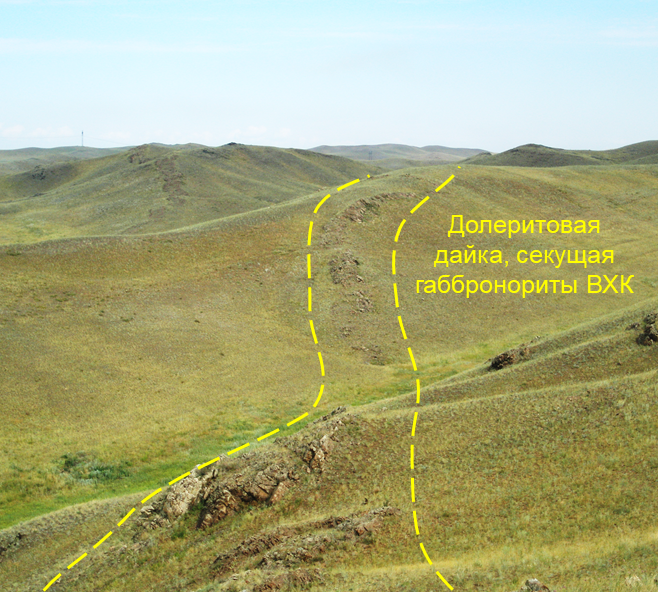 Долеритовая
дайка, секущая
габбронориты ВХК